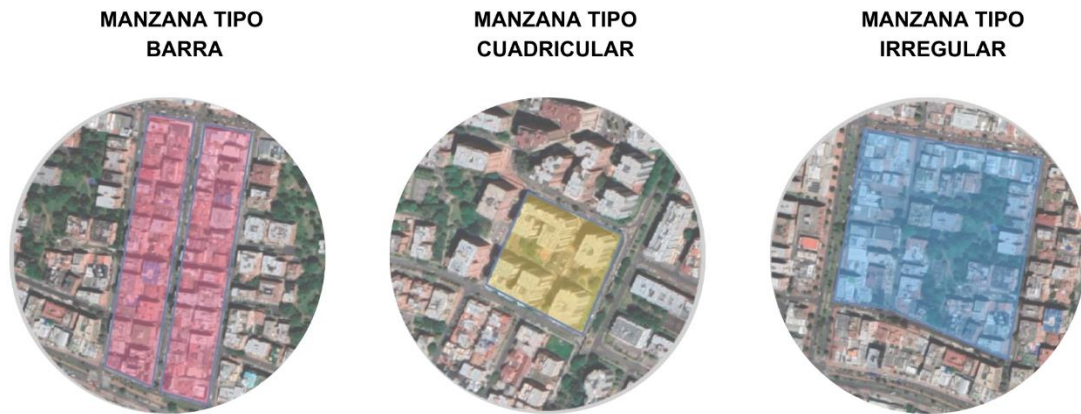 MANZANA TIPO
BARRA
MANZANA TIPO
CUADRICULAR
MANZANA TIPO
IRREGULAR